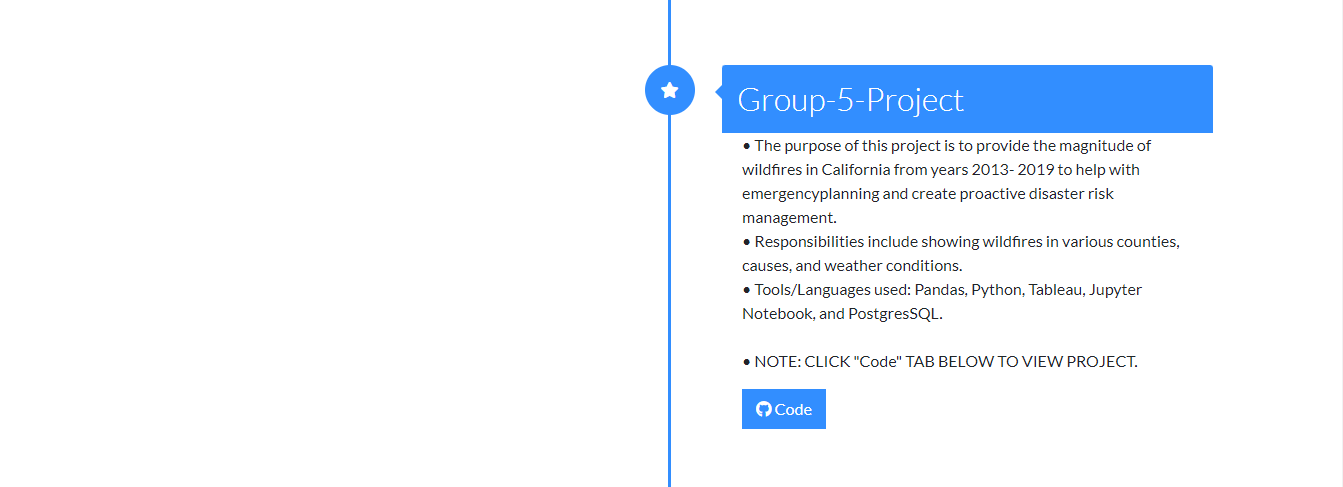 Group-5-Project
• The purpose of this project is to provide the magnitude of
wildfires in California from years 2013- 2019 to help with
emergencyplanning and create proactive disaster risk
management.
• Responsibilities include showing wildfires in various counties,
causes, and weather conditions.
• Tools/Languages used: Pandas, Python, Tableau, Jupyter
Notebook, and PostgresSQL.
• NOTE: CLICK "Code" TAB BELOW TO VIEW PROJECT.
Code